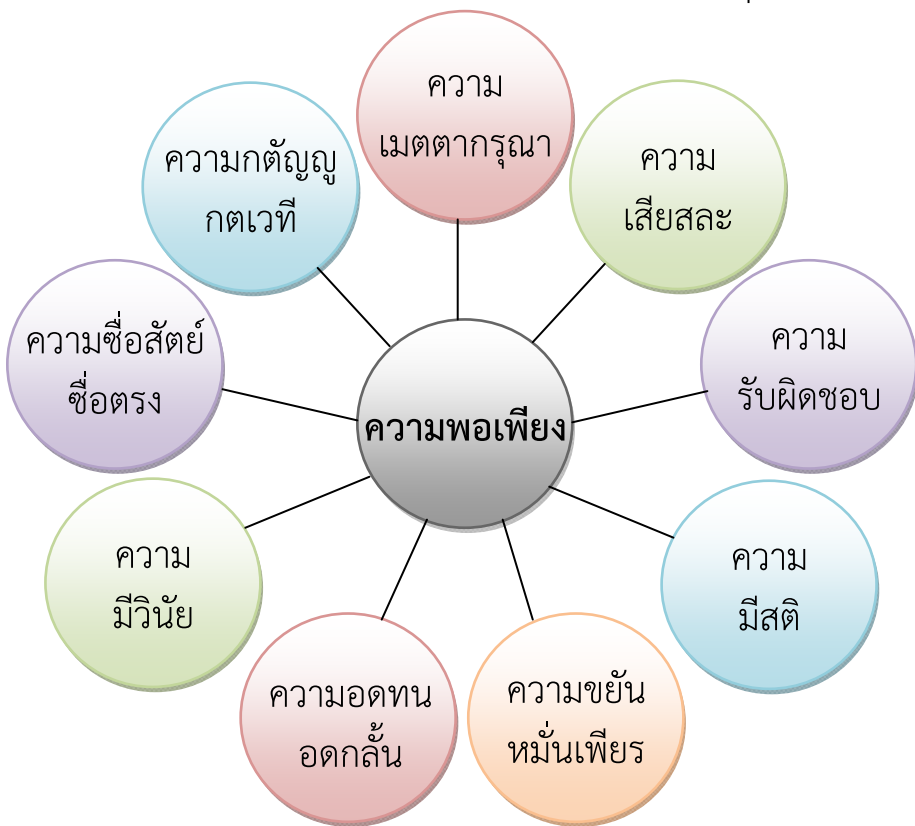 ความ
เมตตากรุณา
ความ
เสียสละ
ความ
รับผิดชอบ
ความ
มีสติ
ความขยัน
หมั่นเพียร
ความอดทน
อดกลั้น
ความ
มีวินัย
ความซื่อสัตย์
ซื่อตรง
ความกตัญญู
กตเวที
ความพอเพียง